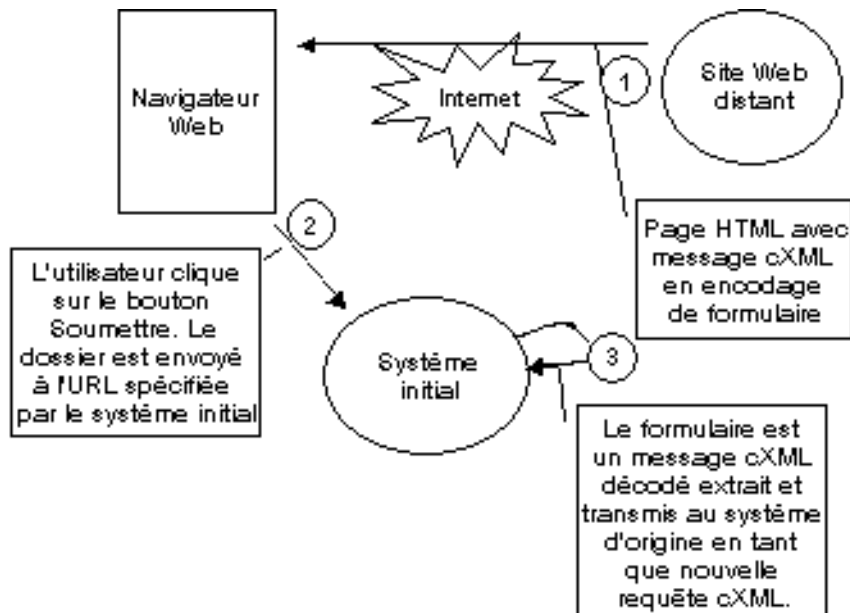 Navigateur
Web
Internet
1
Site Web
distant
2
Page HTML avec
message cXML
en encodage
de formulaire
L'utilisateur clique
sur le bouton
Soumettre. Le
dossier est envoyé
à l'URL spécifiée
par le système initial
Système
initial
3
Le formulaire est
un message cXML
décodé extrait et
transmis au système
d'origine en tant
que nouvelle
requête cXML.